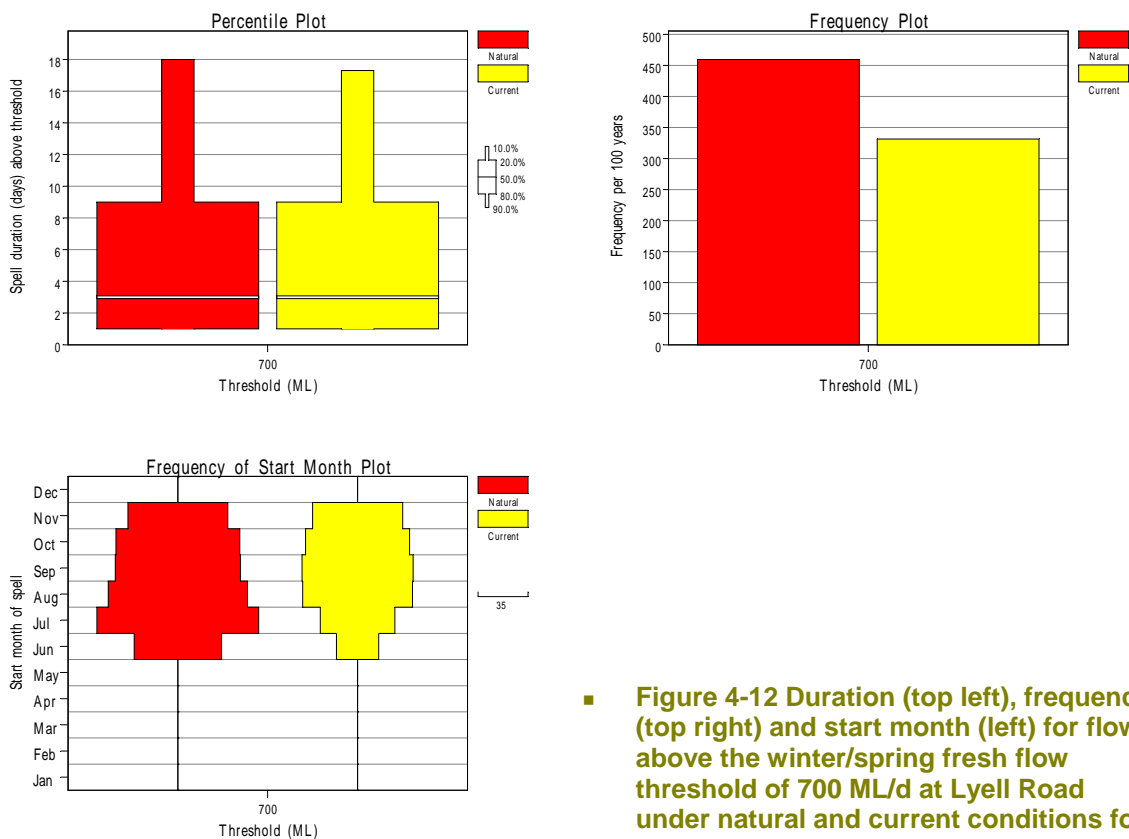 Percentile Plot
Spell duration (days) above threshold
18
16
14
12
10
8
6
4
2
0
700
Threshold (ML)
Natural
Current
10.0%
20.0%
50.0%
80.0%
90.0%
Frequency Plot
Frequency per 100 years
500
450
400
350
300
250
200
150
100
50
0
700
Threshold (ML)
Natural
Current
Frequency of Start Month Plot
Start month of spell
Dec
Nov
Oct
Sep
Aug
Jul
Jun
May
Apr
Mar
Feb
Jan
700
Threshold (ML)
Natural
Current
35
▪ Figure 4-12 Duration (top left), frequenc
(top right) and start month (left) for flow
above the winter/spring fresh flow
threshold of 700 ML/d at Lyell Road
under natural and current conditions fo